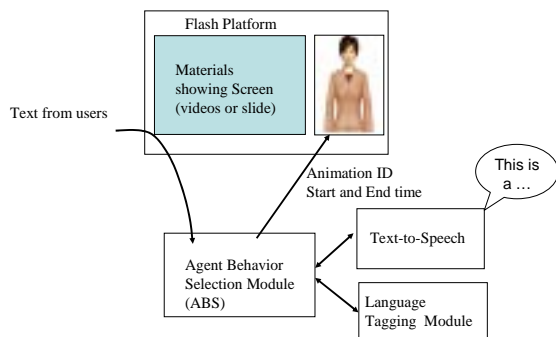 Flash Platform
Materials
showing Screen
(videos or slide)
Text from users
Animation ID
Start and End time
This is
a …
Text-to-Speech
Agent Behavior
Selection Module
(ABS)
Language
Tagging Module